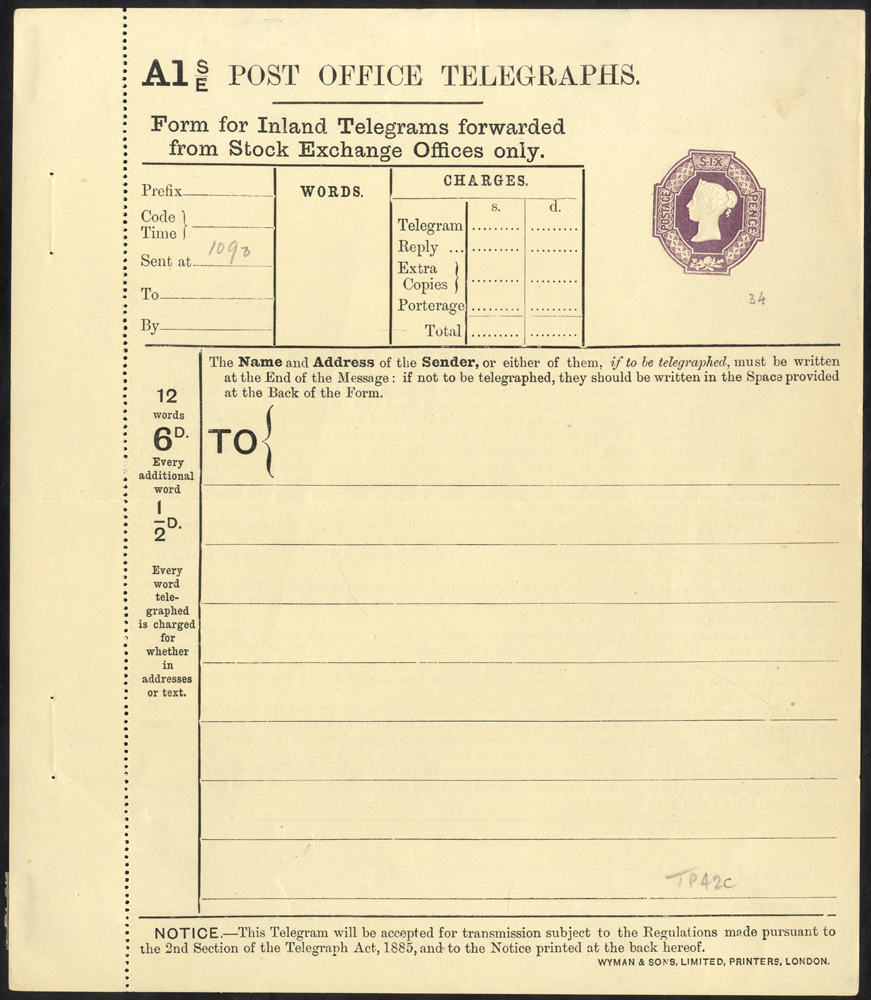 A1 S E POST OFFICE TELEGRAPHS.
Form for Inland Telegrams forwarded
from Stock Exchange Offices only.
SIX
POSTAGE
PENCE
34
Prefix
Code }
Time
Sent at
To
By
WORDS.
CHARGES.
s. d.
Telegram ........ ........
Reply ... ........ ........
Extra }
Copies ........ ........
Porterage ........ ........
Total ........ ........
The Name and Address of the Sender, or either of them, if to be telegraphed, must be written
at the End of the Message: if not to be telegraphed, they should be written in the Space provided
at the Back of the Form.
12
words
6D.
Every
additional
word
1/2D.
Every
word
tele-
graphed
is charged
for
whether
in
addresses
or text.
TO {
TP42c
NOTICE.—This Telegram will be accepted for transmission subject to the Regulations made pursuant to
the 2nd Section of the Telegraph Act, 1885, and to the Notice printed at the back hereof.
WYMAN & SONS, LIMITED, PRINTERS, LONDON.